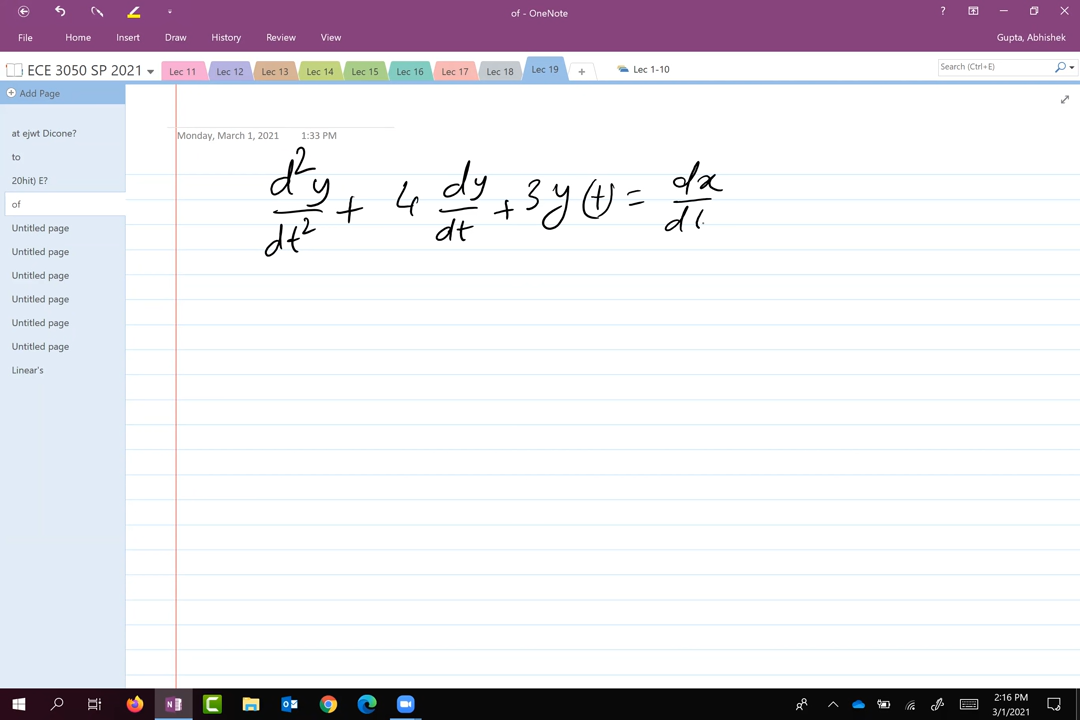 of - OneNote
? Gupta, Abhishek
File Home Insert Draw History Review View
ECE 3050 SP 2021 Lec 11 Lec 12 Lec 13 Lec 14 Lec 15 Lec 16 Lec 17 Lec 18 Lec 19 + Lec 1-10 Search (Ctrl+E)
Add Page
at ejwt Dicone?
to
20hit) E?
of
Untitled page
Untitled page
Untitled page
Untitled page
Untitled page
Untitled page
Linear's
Monday, March 1, 2021 1:33 PM
d²y/dt² + 4 dy/dt + 3y(t) = dx/d
2:16 PM
3/1/2021